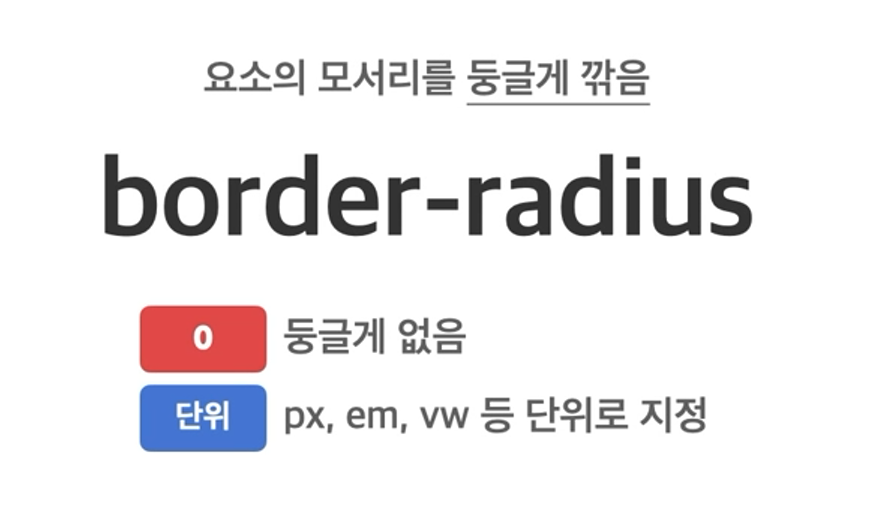 요소의 모서리를 둥글게 깎음
border-radius
0 둥글게 없음
단위 px, em, vw 등 단위로 지정